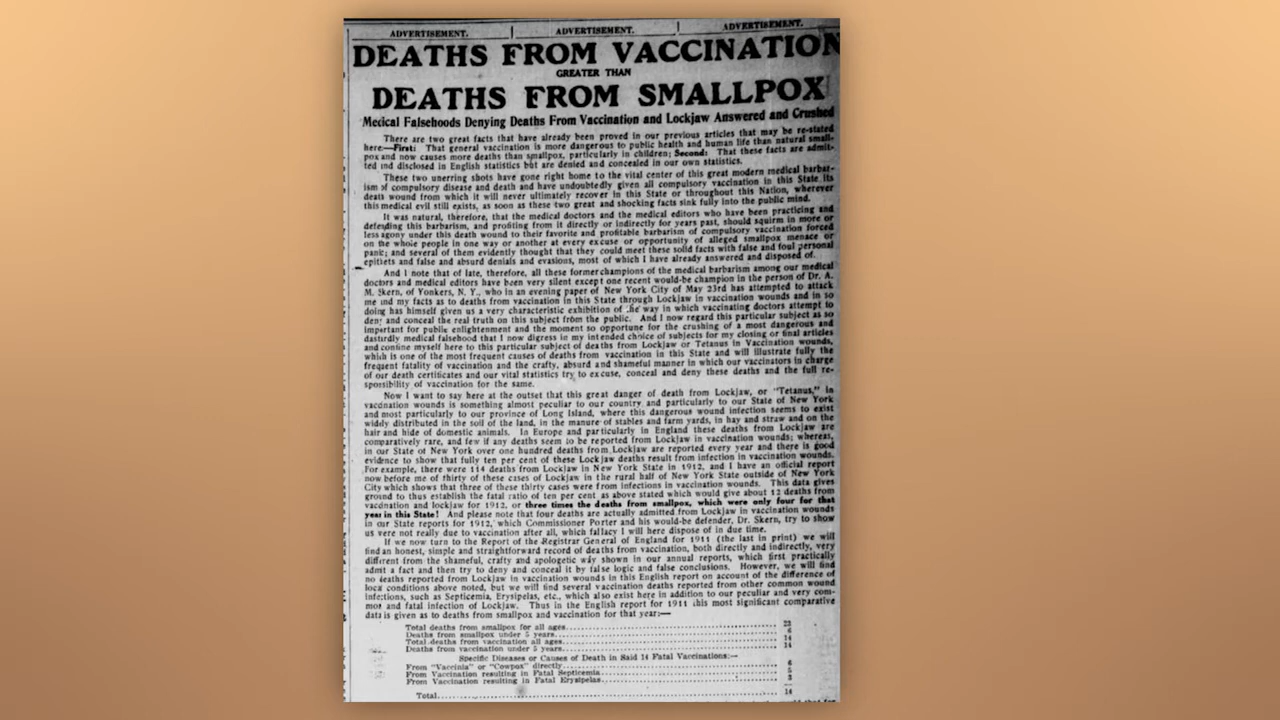 ADVERTISEMENT. ADVERTISEMENT. ADVERTISEMENT.
DEATHS FROM VACCINATION
GREATER THAN
DEATHS FROM SMALLPOX
Mecical Falsehoods Denying Deaths From Vaccination and Lockjaw Answered and Crushed
There are two great facts that have already been proved in our previous articles that may be re-stated
here:—First: That general vaccination is more dangerous to public health and human life than natural small-
pox and now causes more deaths than smallpox, particularly in children; Second: That these facts are admit-
ted and disclosed in English statistics but are denied and concealed in our own statistics.
These two unerring shots have gone right home to the vital center of this great modern medical barbar-
ism of compulsory disease and death and have undoubtedly given all compulsory vaccination in this State its
death wound from which it will never ultimately recover in this State or throughout this Nation, wherever
this medical evil still exists, as soon as these two great and shocking facts sink fully into the public mind.
It was natural, therefore, that the medical doctors and the medical editors who have been practicing and
defending this barbarism, and profiting from it directly or indirectly for years past, should squirm in more or
less agony under this death wound to their favorite and profitable barbarism of compulsory vaccination forced
on the whole people in one way or another at every excuse or opportunity of alleged smallpox menace or
panic; and several of them evidently thought that they could meet these solid facts with false and foul personal
epithets and false and absurd denials and evasions, most of which I have already answered and disposed of.
And I note that of late, therefore, all these former champions of the medical barbarism among our medical
doctors and medical editors have been very silent except one recent would-be champion in the person of Dr. A.
M. Skern, of Yonkers, N. Y., who in an evening paper of New York City of May 23rd has attempted to attack
me and my facts as to deaths from vaccination in this State through Lockjaw in vaccination wounds and in so
doing has himself given us a very characteristic exhibition of the way in which vaccinating doctors attempt to
deny and conceal the real truth on this subject from the public. And I now regard this particular subject as so
important for public enlightenment and the moment so opportune for the crushing of a most dangerous and
dastardly medical falsehood that I now digress in my intended choice of subjects for my closing or final articles
and confine myself here to this particular subject of deaths from Lockjaw or Tetanus in Vaccination wounds,
which is one of the most frequent causes of deaths from vaccination in this State and will illustrate fully the
frequent fatality of vaccination and the crafty, absurd and shameful manner in which our vaccinators in charge
of our death certificates and our vital statistics try to excuse, conceal and deny these deaths and the full re-
sponsibility of vaccination for the same.
Now I want to say here at the outset that this great danger of death from Lockjaw, or "Tetanus," in
vaccination wounds is something almost peculiar to our country and particularly to our State of New York
and most particularly to our province of Long Island, where this dangerous wound infection seems to exist
widly distributed in the soil of the land, in the manure of stables and farm yards, in hay and straw and on the
hair and hide of domestic animals. In Europe and particularly in England these deaths from Lockjaw are
comparatively rare, and few if any deaths seem to be reported from Lockjaw in vaccination wounds; whereas,
in our State of New York over one hundred deaths from Lockjaw are reported every year and there is good
evidence to show that fully ten per cent of these Lockjaw deaths result from infection in vaccination wounds.
For example, there were 114 deaths from Lockjaw in New York State in 1912, and I have an official report
now before me of thirty of these cases of Lockjaw in the rural half of New York State outside of New York
City which shows that three of these thirty cases were from infections in vaccination wounds. This data gives
ground to thus establish the fatal ratio of ten per cent as above stated which would give about 12 deaths from
vaccination and lockjaw for 1912, or three times the deaths from smallpox, which were only four for that
year in this State! And please note that four deaths are actually admitted from Lockjaw in vaccination wounds
in our State reports for 1912, which Commissioner Porter and his would-be defender, Dr. Skern, try to show
us were not really due to vaccination after all, which fallacy I will here dispose of in due time.
If we now turn to the Report of the Registrar General of England for 1911 (the last in print) we will
find an honest, simple and straightforward record of deaths from vaccination, both directly and indirectly, very
different from the shameful, crafty and apologetic way shown in our annual reports, which first practically
admit a fact and then try to deny and conceal it by false logic and false conclusions. However, we will find
no deaths reported from Lockjaw in vaccination wounds in this English report on account of the difference of
loca conditions above noted, but we will find several vaccination deaths reported from other common wound
infections, such as Septicemia, Erysipelas, etc., which also exist here in addition to our peculiar and very com-
mon and fatal infection of Lockjaw. Thus in the English report for 1911 this most significant comparative
data is given as to deaths from smallpox and vaccination for that year:—
Total deaths from smallpox for all ages 23
Deaths from smallpox under 5 years 6
Total deaths from vaccination all ages 14
Deaths from vaccination under 5 years 14
Specific Diseases or Causes of Death in Said 14 Fatal Vaccinations:—
From "Vaccinia" or "Cowpox" directly 6
From Vaccination resulting in Fatal Septicemia 5
From Vaccination resulting in Fatal Erysipelas 3
Total 14